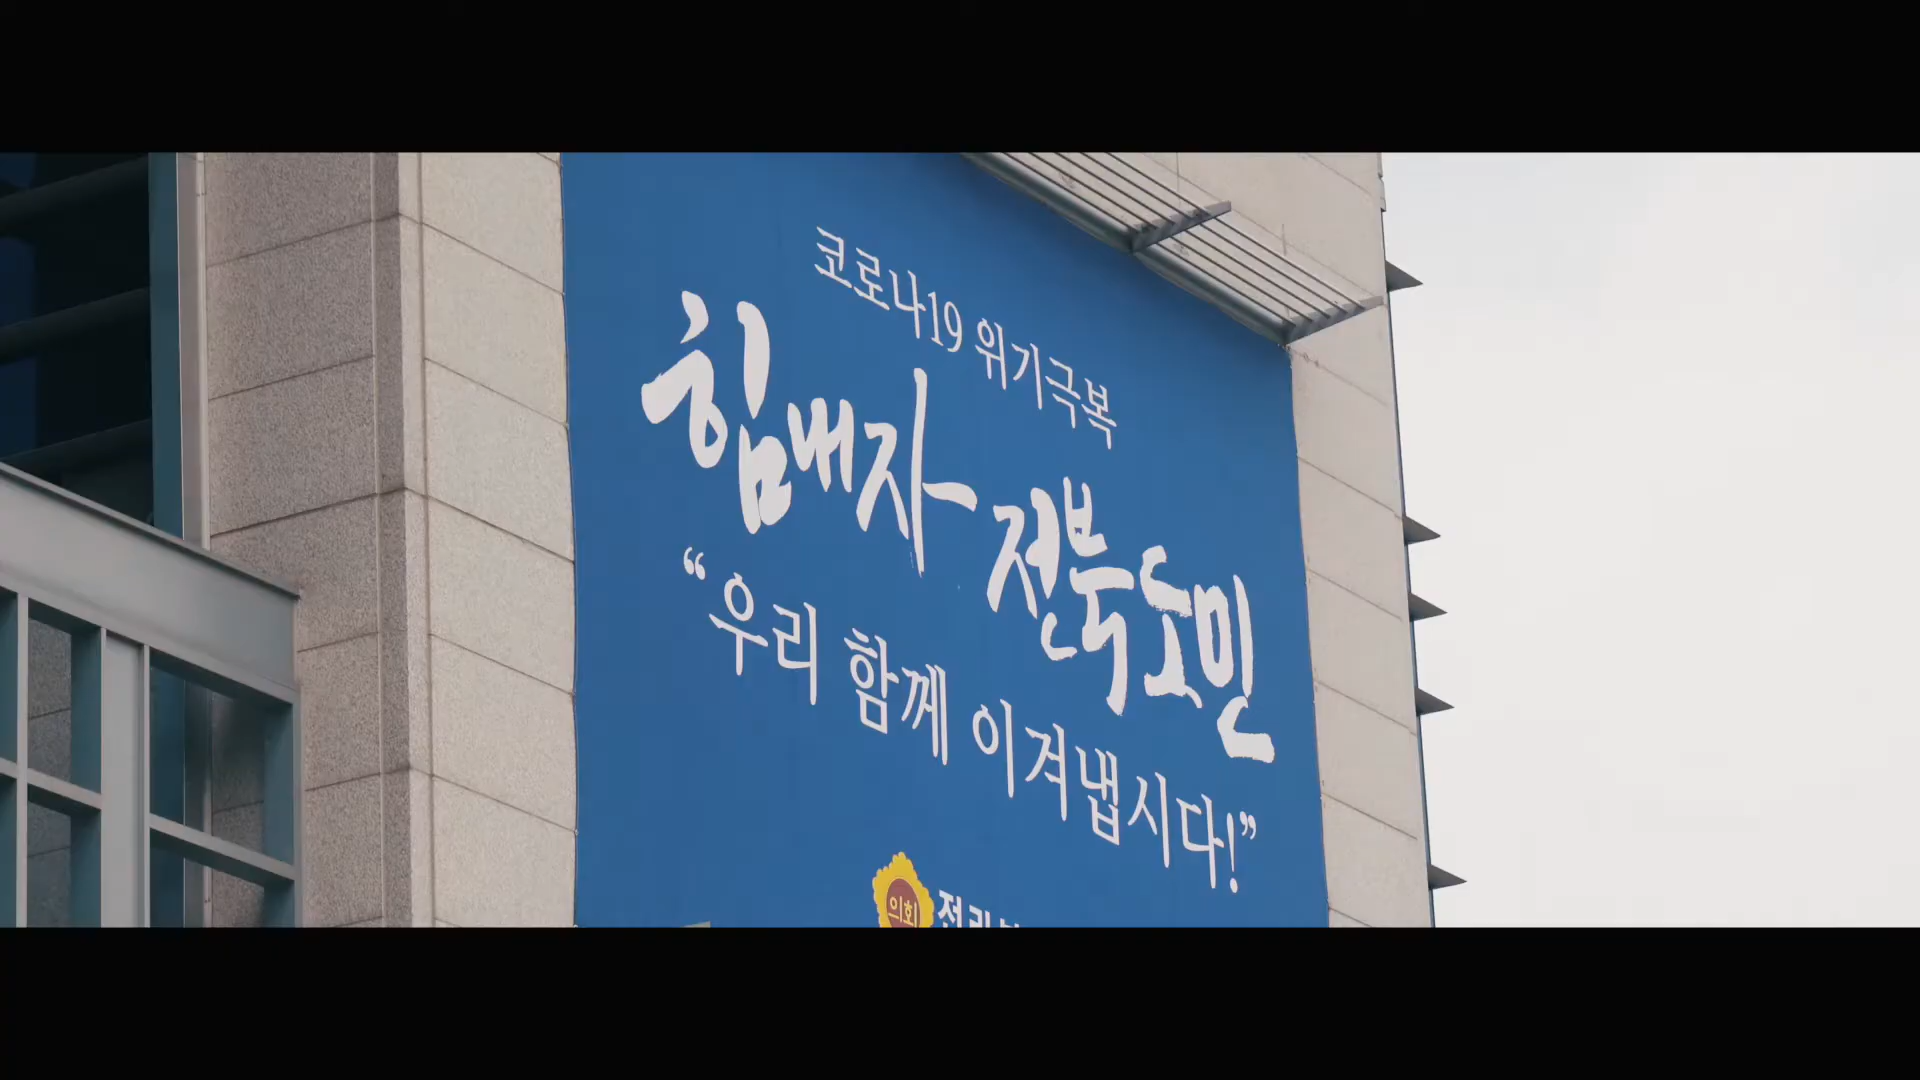 코로나19 위기극복
힘내자 전북도민
“우리 함께 이겨냅시다!”
의회